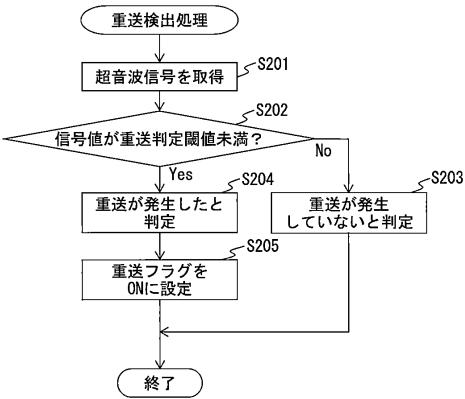 重送検出処理
超音波信号を取得
S201
信号値が重送判定閾値未満？
S202
Yes
No
重送が発生したと
判定
S204
重送が発生
していないと判定
S203
重送フラグを
ONに設定
S205
終了